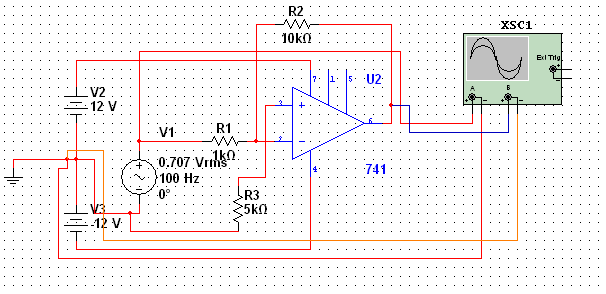 XSC1
Ext Trig
+
-
A
B
+
-
+
-
R2
10kΩ
U2
7
1
5
3
+
2
-
6
4
741
V2
12 V
V1
R1
1kΩ
0.707 Vrms
100 Hz
0°
R3
5kΩ
V3
-12 V